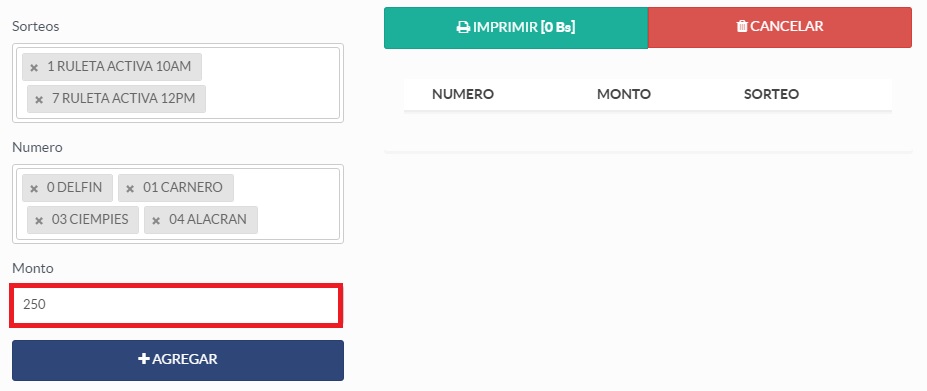 Sorteos
× 1 RULETA ACTIVA 10AM
× 7 RULETA ACTIVA 12PM
Numero
× 0 DELFIN × 01 CARNERO
× 03 CIEMPIES × 04 ALACRAN
Monto
250
+ AGREGAR
IMPRIMIR [0 Bs] CANCELAR
NUMERO MONTO SORTEO